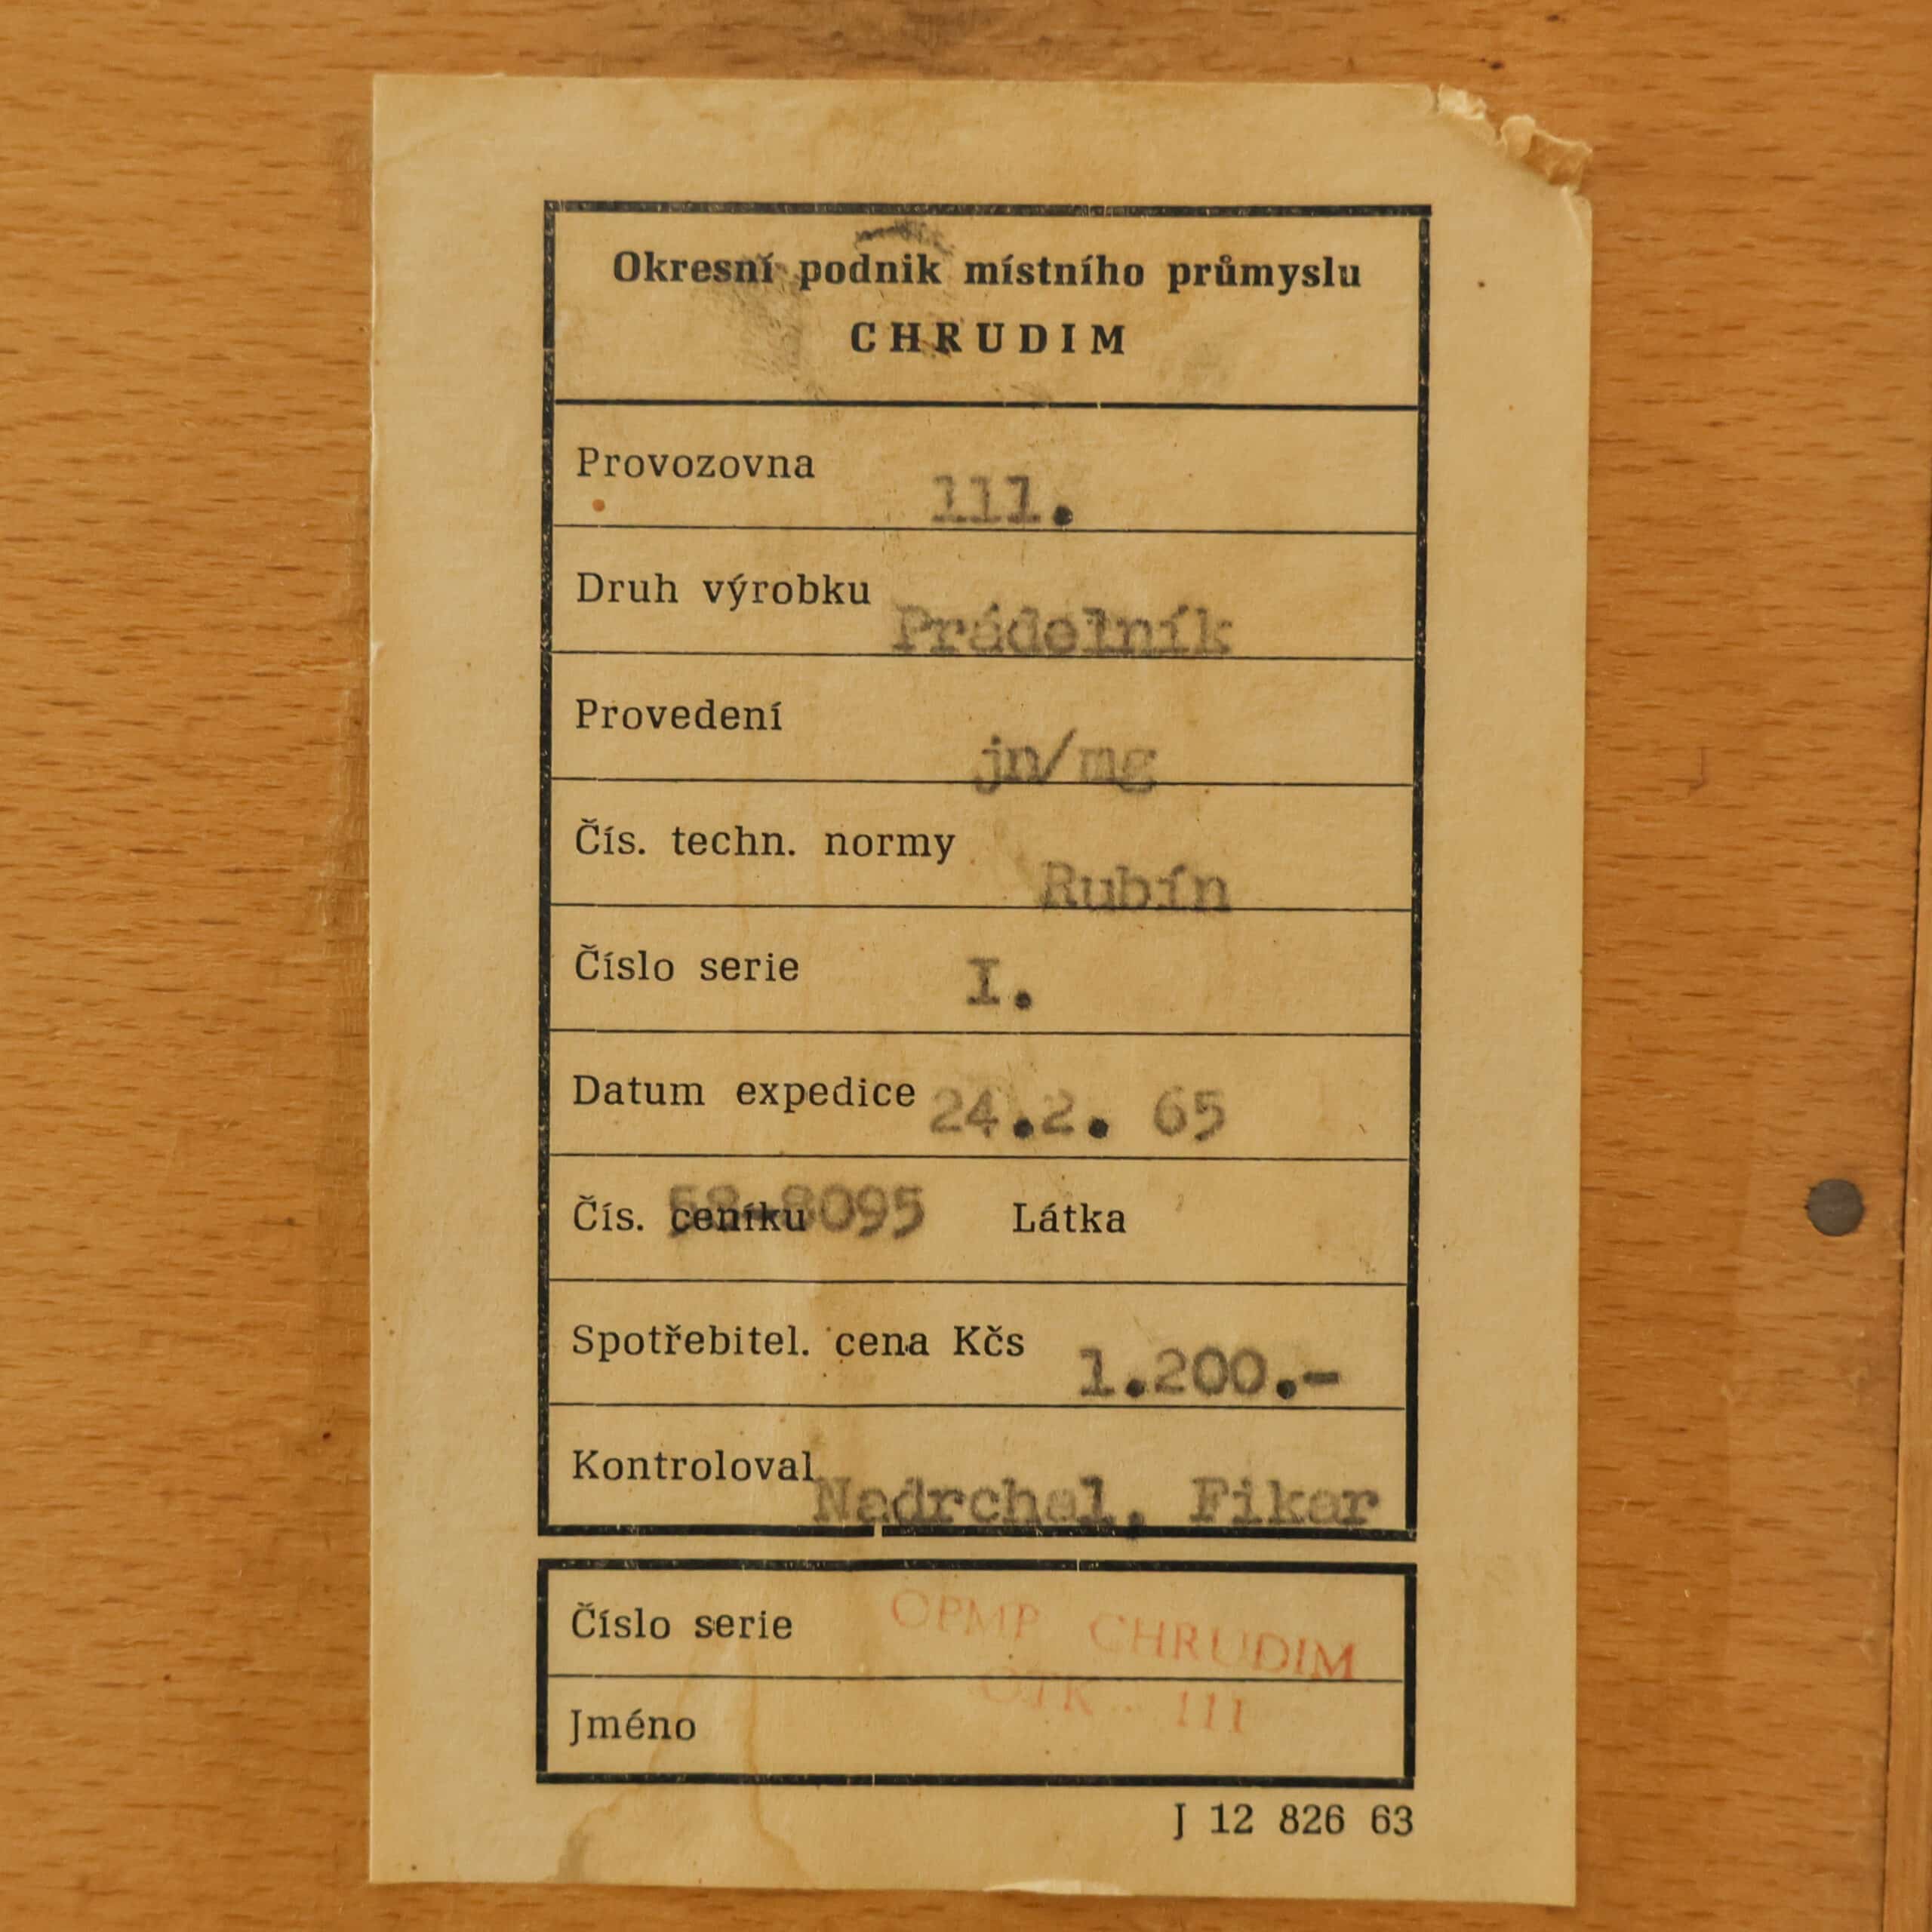 Okresní podnik místního průmyslu
CHRUDIM
Provozovna 111.
Druh výrobku Prádelník
Provedení jn/mg
Čís. techn. normy Rubín
Číslo serie I.
Datum expedice 24.2. 65
Čís. ceníku 58-8095 Látka
Spotřebitel. cena Kčs 1.200.-
Kontroloval Nadrchal, Fikar
Číslo serie OPMP CHRUDIM
Jméno OTK - 111
J 12 826 63